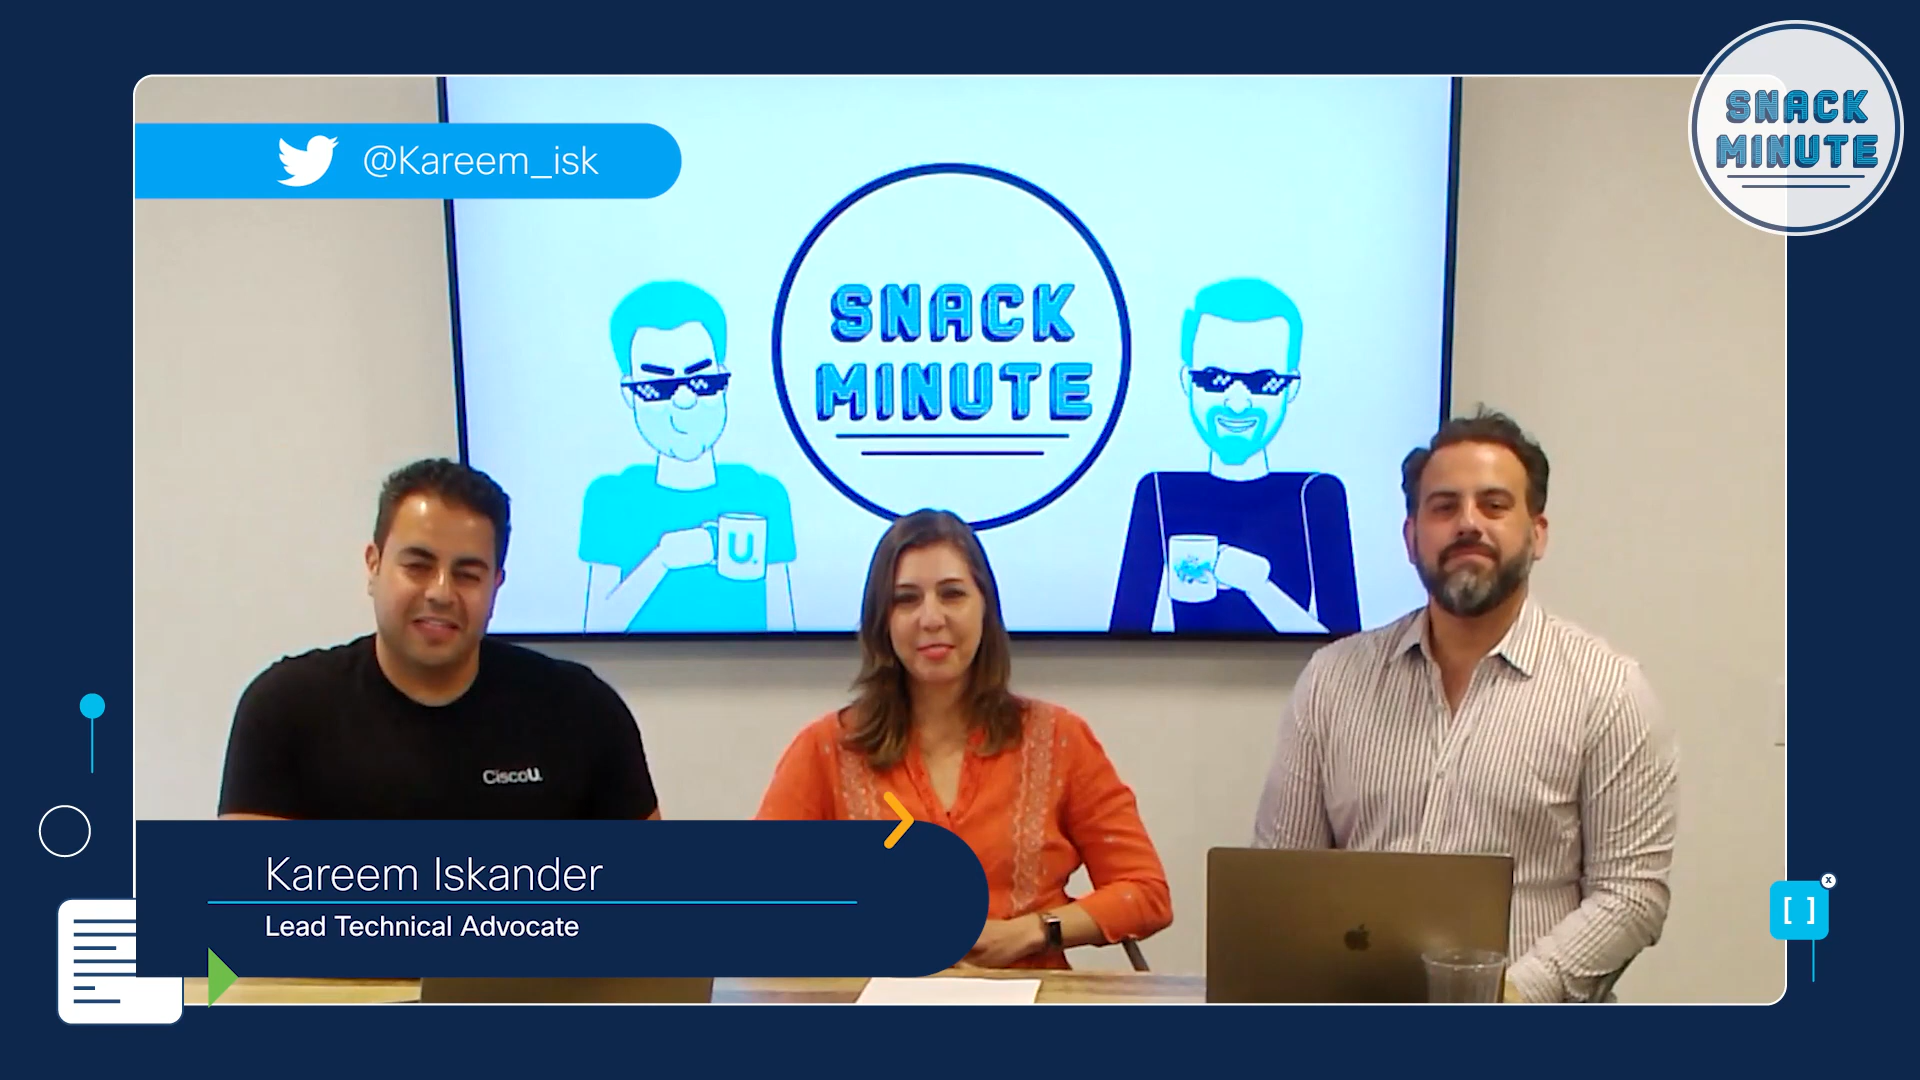 SNACK
MINUTE
@Kareem_isk
SNACK
MINUTE
U.
CiscoU.
Kareem Iskander
Lead Technical Advocate
[ ]
x